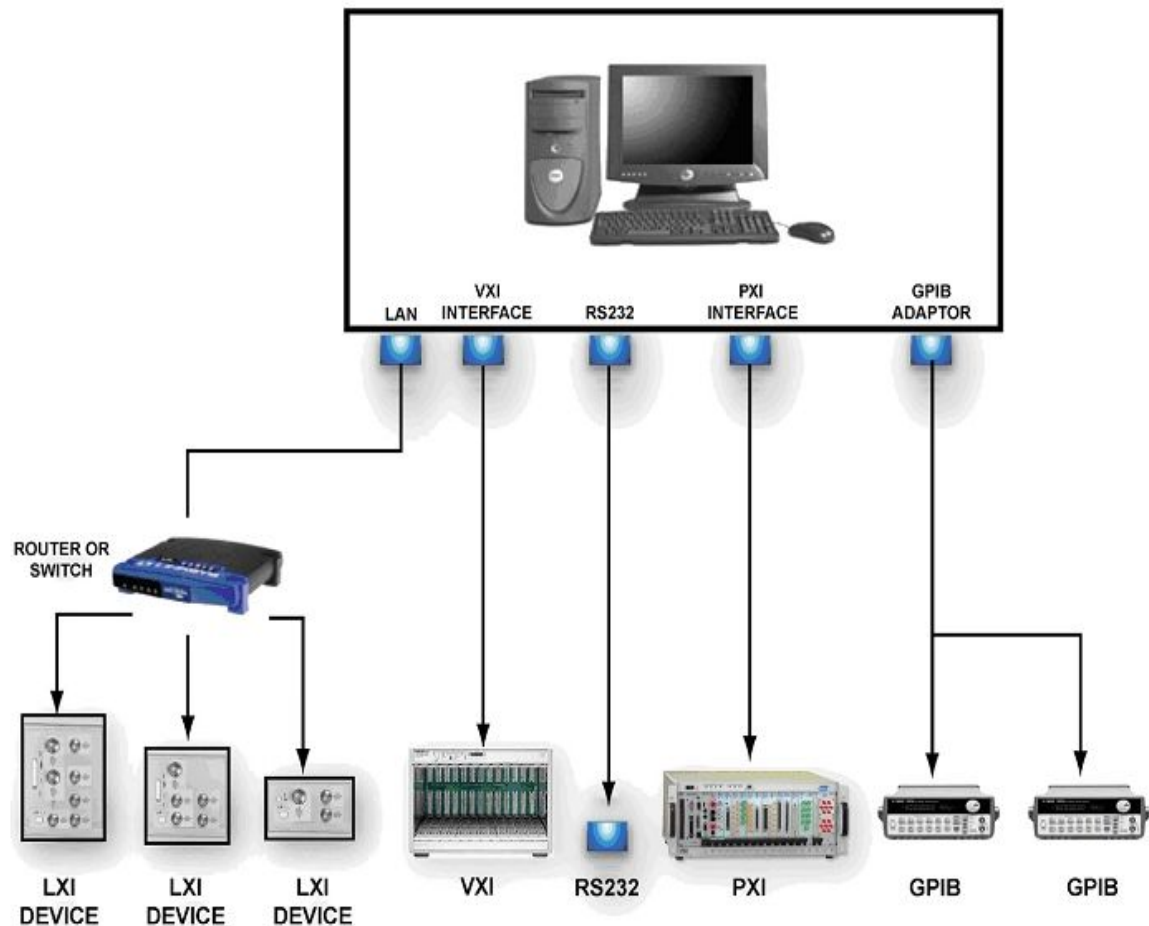 LAN
VXI
INTERFACE
RS232
PXI
INTERFACE
GPIB
ADAPTOR
ROUTER OR
SWITCH
LXI
DEVICE
LXI
DEVICE
LXI
DEVICE
VXI
RS232
PXI
GPIB
GPIB